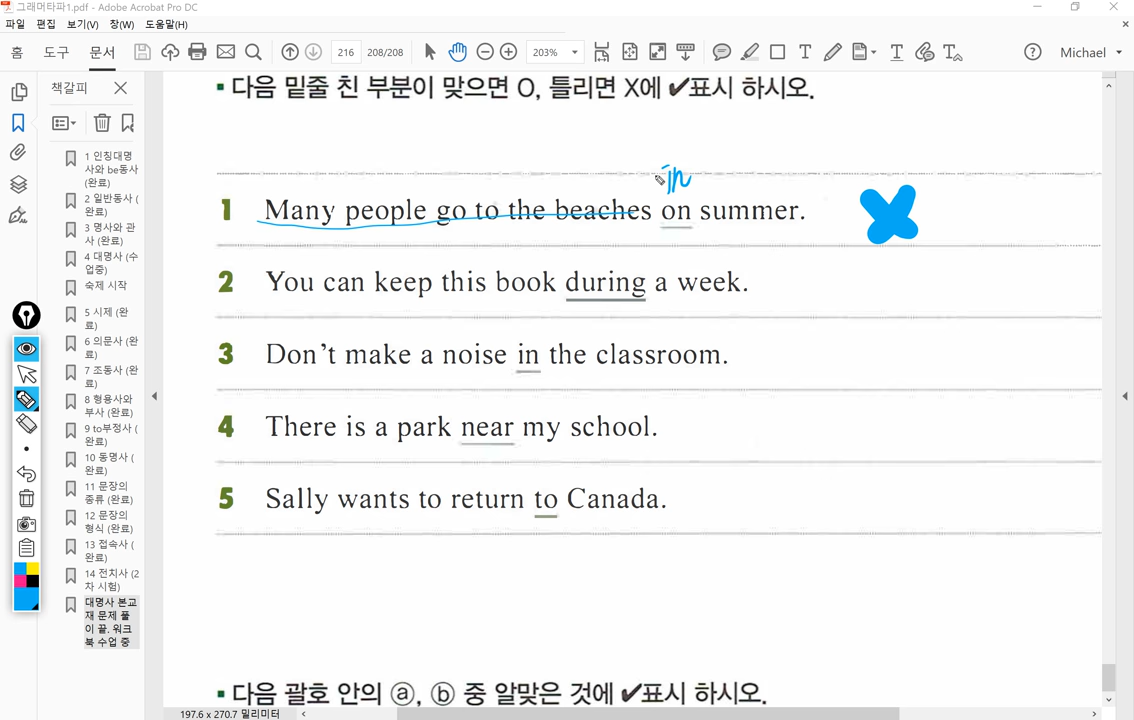 그래머타파1.pdf - Adobe Acrobat Pro DC
파일 편집 보기(V) 창(W) 도움말(H)
홈 도구 문서 216 208/208 203% Michael
책갈피
1 인칭대명
사와 be동사
(완료)
2 일반동사 (
완료)
3 명사와 관
사 (완료)
4 대명사 (수
업중)
숙제 시작
5 시제 (완
료)
6 의문사 (완
료)
7 조동사 (완
료)
8 형용사와
부사 (완료)
9 to부정사 (
완료)
10 동명사 (
완료)
11 문장의
종류 (완료)
12 문장의
형식 (완료)
13 접속사 (
완료)
14 전치사 (2
차 시험)
대명사 본교
재 문제 풀
이 끝. 워크
북 수업 중
▪ 다음 밑줄 친 부분이 맞으면 O, 틀리면 X에 ✔표시 하시오.
in
1 Many people go to the beaches on summer. X
2 You can keep this book during a week.
3 Don’t make a noise in the classroom.
4 There is a park near my school.
5 Sally wants to return to Canada.
▪ 다음 괄호 안의 ⓐ, ⓑ 중 알맞은 것에 ✔표시 하시오.
197.6 x 270.7 밀리미터